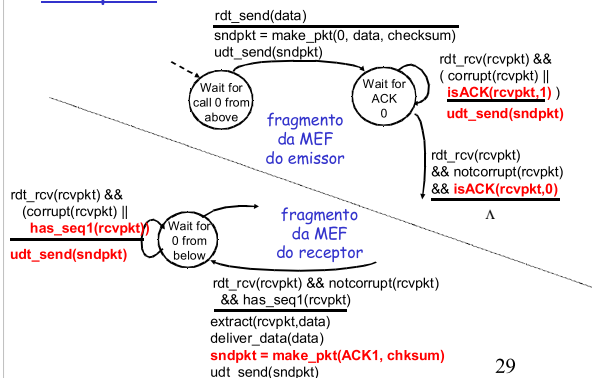 rdt_send(data)
sndpkt = make_pkt(0, data, checksum)
udt_send(sndpkt)
Wait for
call 0 from
above
Wait for
ACK
0
rdt_rcv(rcvpkt) &&
( corrupt(rcvpkt) ||
isACK(rcvpkt,1) )
udt_send(sndpkt)
fragmento
da MEF
do emissor
rdt_rcv(rcvpkt)
&& notcorrupt(rcvpkt)
&& isACK(rcvpkt,0)
Λ
rdt_rcv(rcvpkt) &&
(corrupt(rcvpkt) ||
has_seq1(rcvpkt))
udt_send(sndpkt)
Wait for
0 from
below
fragmento
da MEF
do receptor
rdt_rcv(rcvpkt) && notcorrupt(rcvpkt)
&& has_seq1(rcvpkt)
extract(rcvpkt,data)
deliver_data(data)
sndpkt = make_pkt(ACK1, chksum)
udt_send(sndpkt)
29